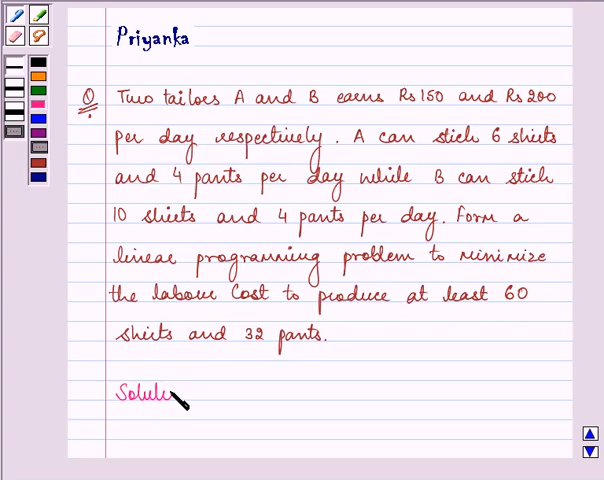 Priyanka
Q Two tailors A and B earns Rs 150 and Rs 200
per day respectively. A can stich 6 shirts
and 4 pants per day while B can stich
10 shirts and 4 pants per day. Form a
linear programming problem to minimize
the labour cost to produce at least 60
shirts and 32 pants.
Solut